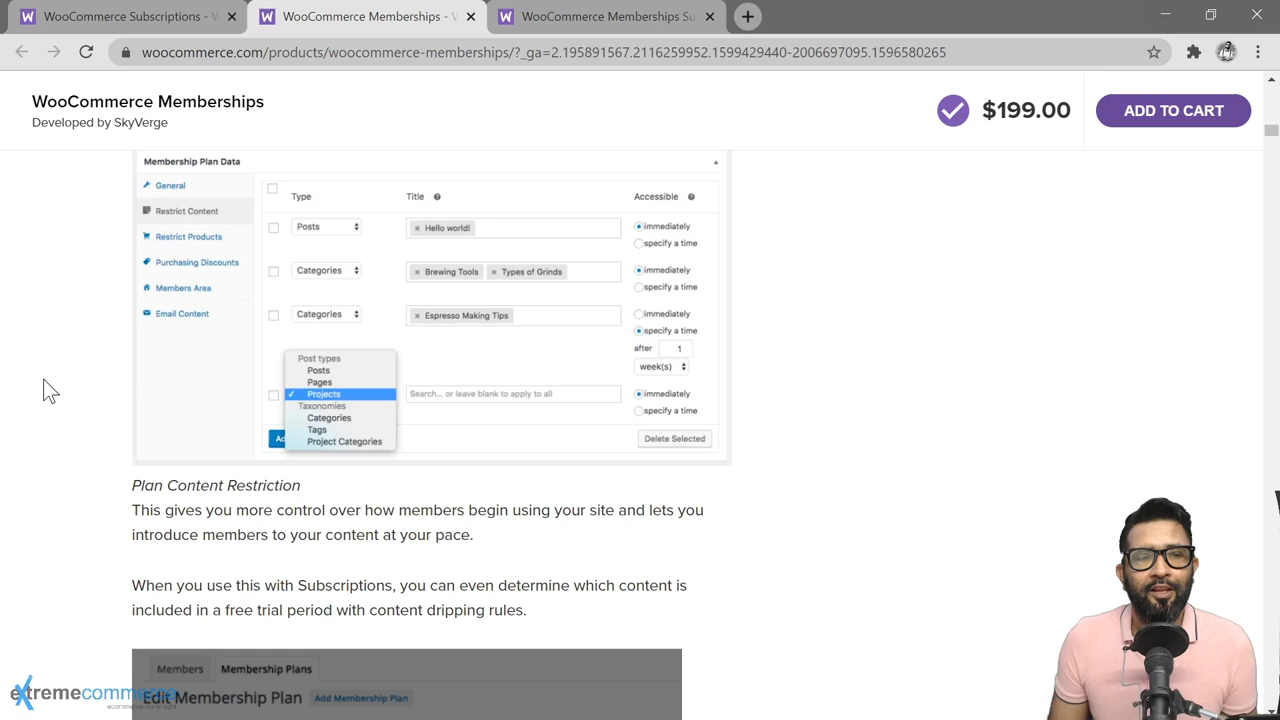 WooCommerce Subscriptions - W
WooCommerce Memberships - W
WooCommerce Memberships Su
woocommerce.com/products/woocommerce-memberships/?_ga=2.195891567.2116259952.1599429440-2006697095.1596580265
WooCommerce Memberships
Developed by SkyVerge
$199.00
ADD TO CART
Membership Plan Data
General
Restrict Content
Restrict Products
Purchasing Discounts
Members Area
Email Content
Type Title Accessible
Posts Hello world! immediately
specify a time
Categories Brewing Tools Types of Grinds immediately
specify a time
Categories Espresso Making Tips immediately
specify a time
after 1
week(s)
Post types
Posts
Pages
Projects Search... or leave blank to apply to all immediately
Taxonomies specify a time
Categories
Tags
Project Categories
Ad Delete Selected
Plan Content Restriction
This gives you more control over how members begin using your site and lets you
introduce members to your content at your pace.
When you use this with Subscriptions, you can even determine which content is
included in a free trial period with content dripping rules.
Members Membership Plans
Edit Membership Plan Add Membership Plan
extremecommerce